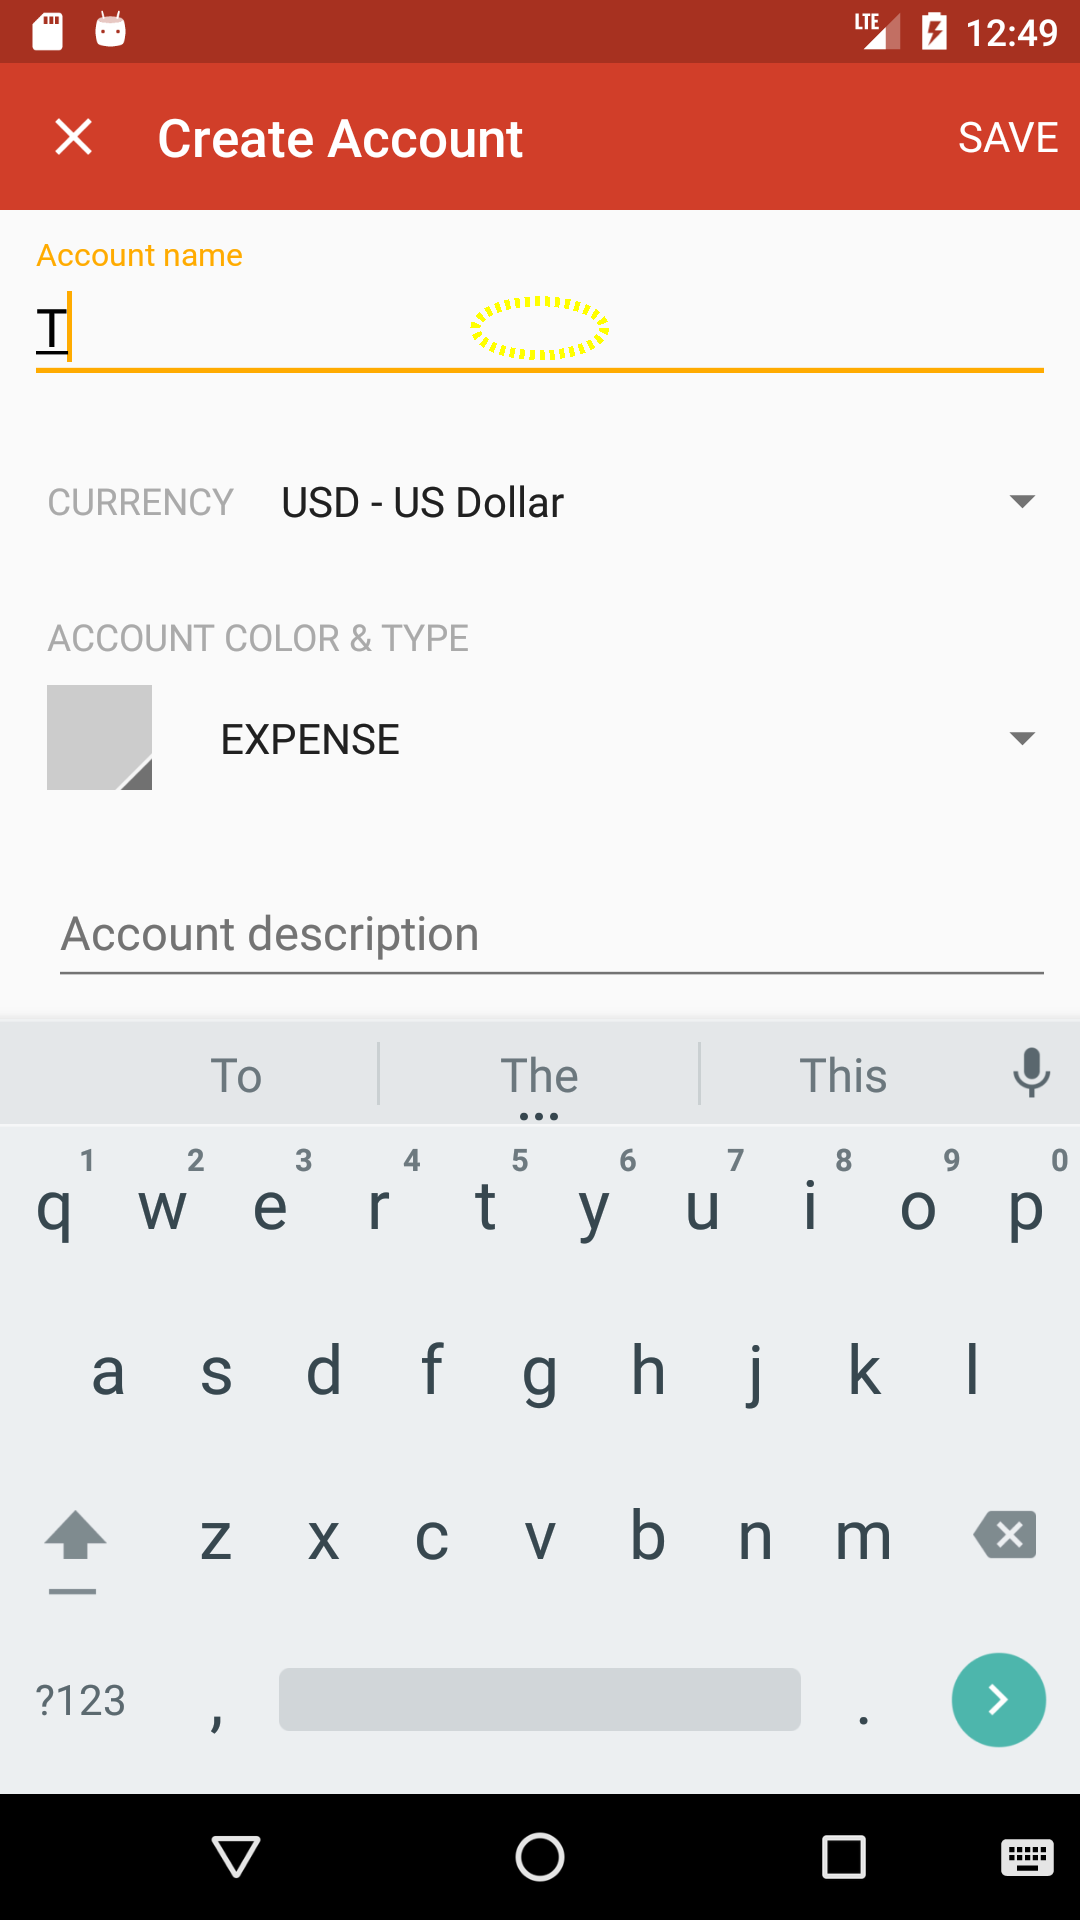 LTE 12:49
Create Account SAVE
Account name
T
CURRENCY USD - US Dollar
ACCOUNT COLOR & TYPE
EXPENSE
Account description
To The This
1 2 3 4 5 6 7 8 9 0
q w e r t y u i o p
a s d f g h j k l
z x c v b n m
?123 , .